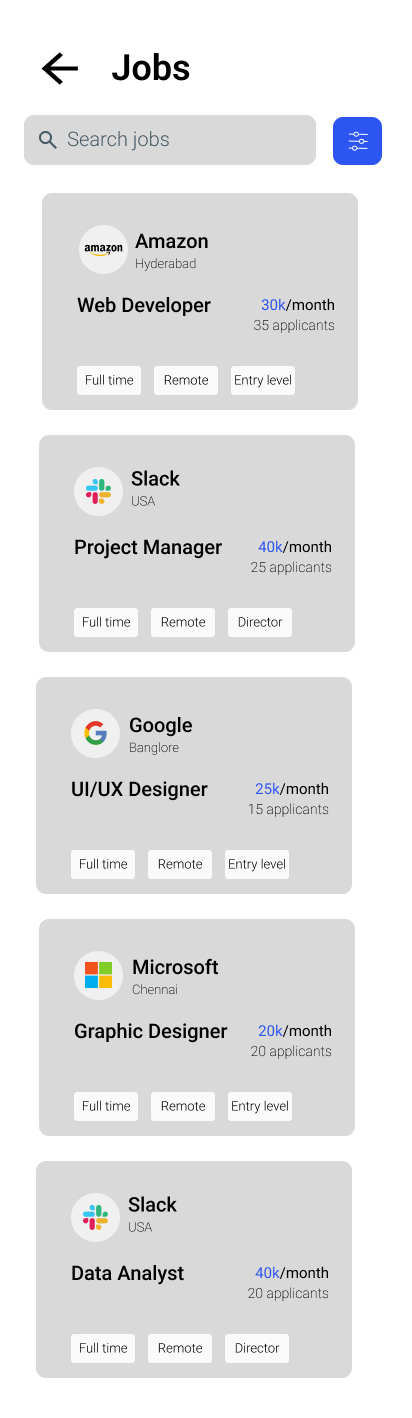 Jobs
Search jobs
amazon
Amazon
Hyderabad
Web Developer
30k/month
35 applicants
Full time
Remote
Entry level
Slack
USA
Project Manager
40k/month
25 applicants
Full time
Remote
Director
Google
Banglore
UI/UX Designer
25k/month
15 applicants
Full time
Remote
Entry level
Microsoft
Chennai
Graphic Designer
20k/month
20 applicants
Full time
Remote
Entry level
Slack
USA
Data Analyst
40k/month
20 applicants
Full time
Remote
Director